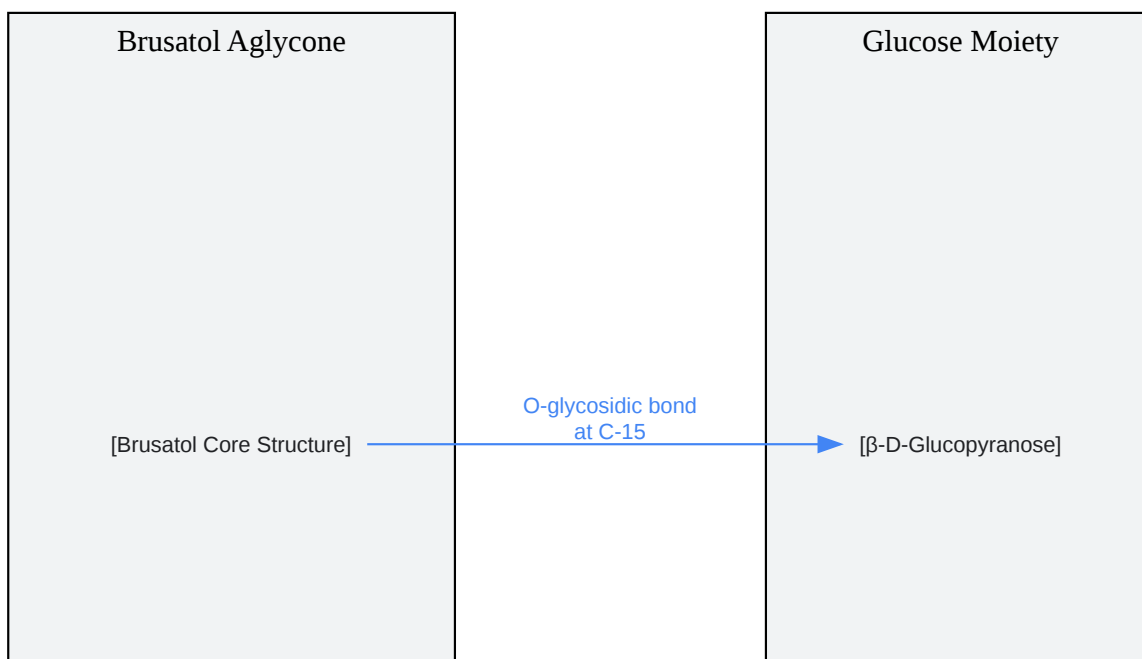 Brusatol Aglycone
Glucose Moiety
O-glycosidic bond
at C-15
[Brusatol Core Structure]
[β-D-Glucopyranose]